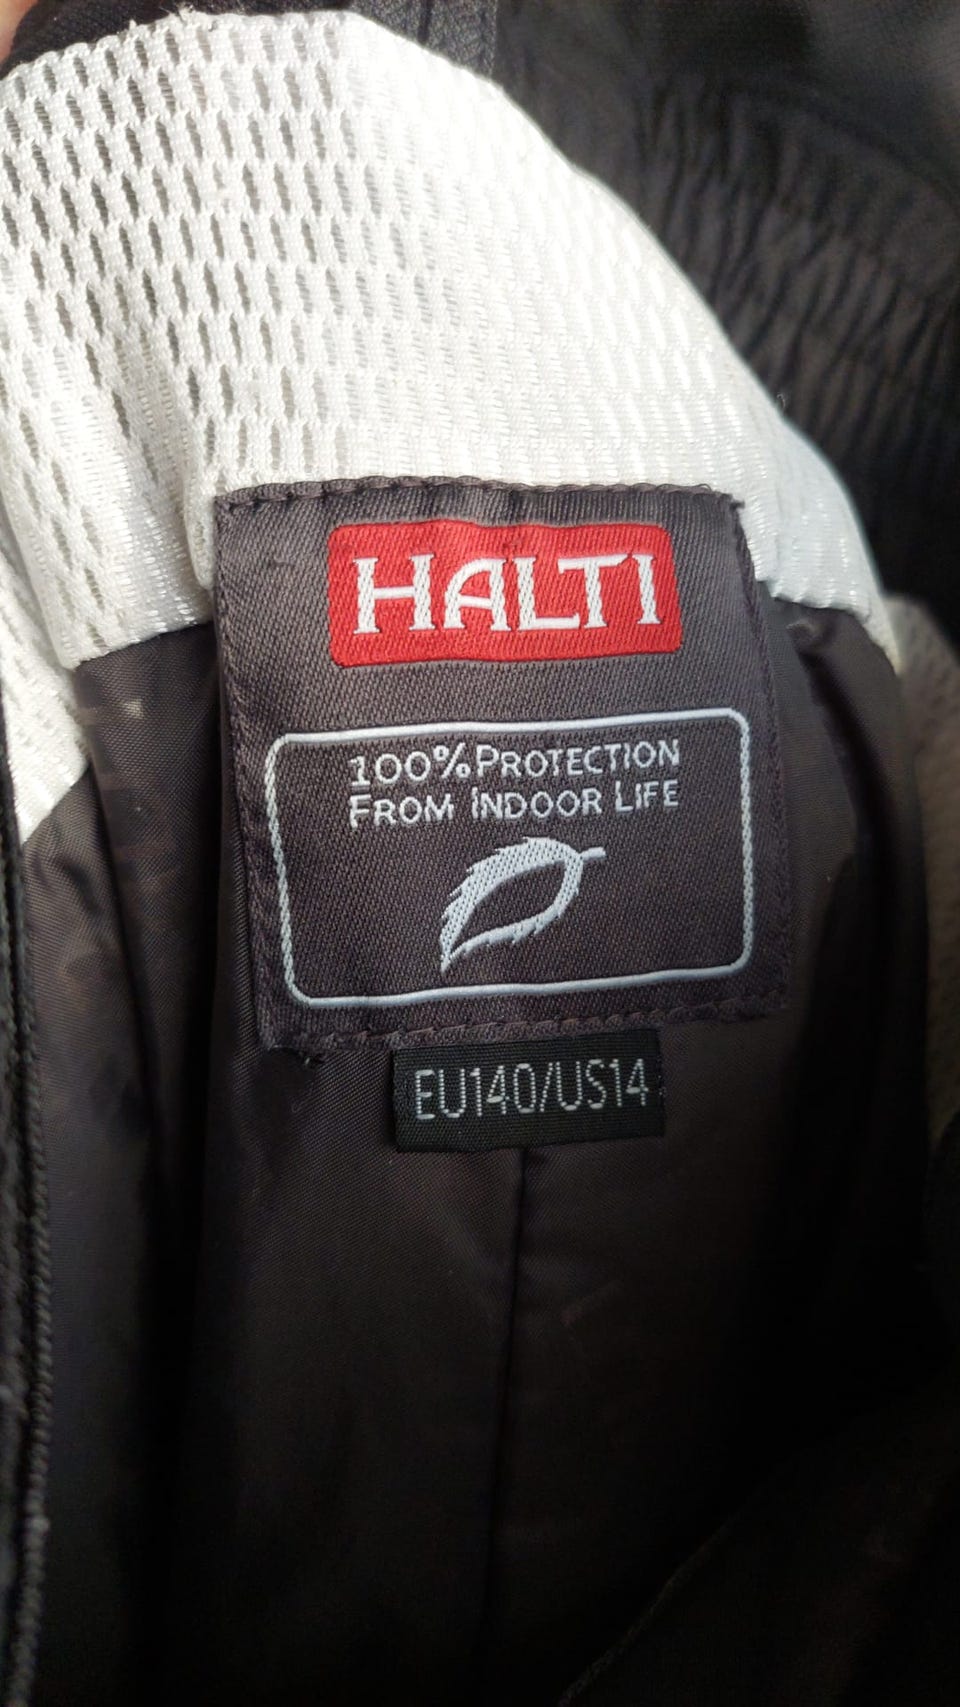 HALTI
100% PROTECTION
FROM INDOOR LIFE
EU140/US14